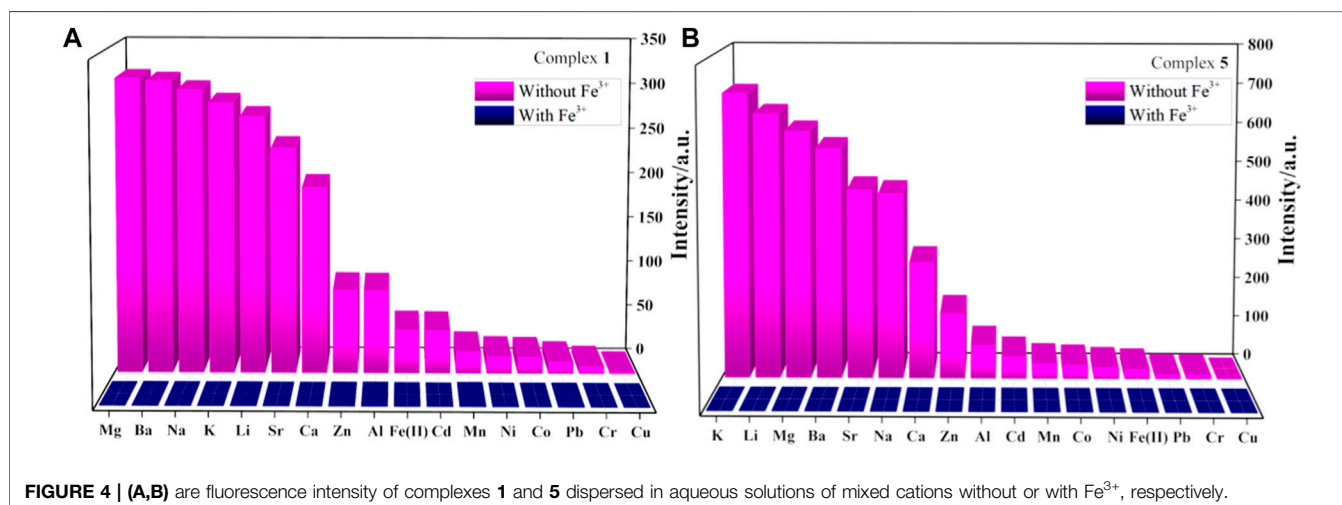 A
Complex 1
Without Fe³⁺
With Fe³⁺
350
300
250
200
150
100
50
0
Intensity/a.u.
Mg Ba Na K Li Sr Ca Zn Al Fe(II) Cd Mn Ni Co Pb Cr Cu
B
Complex 5
Without Fe³⁺
With Fe³⁺
800
700
600
500
400
300
200
100
0
Intensity/a.u.
K Li Mg Ba Sr Na Ca Zn Al Cd Mn Co Ni Fe(II) Pb Cr Cu
FIGURE 4 | (A,B) are fluorescence intensity of complexes 1 and 5 dispersed in aqueous solutions of mixed cations without or with Fe³⁺, respectively.